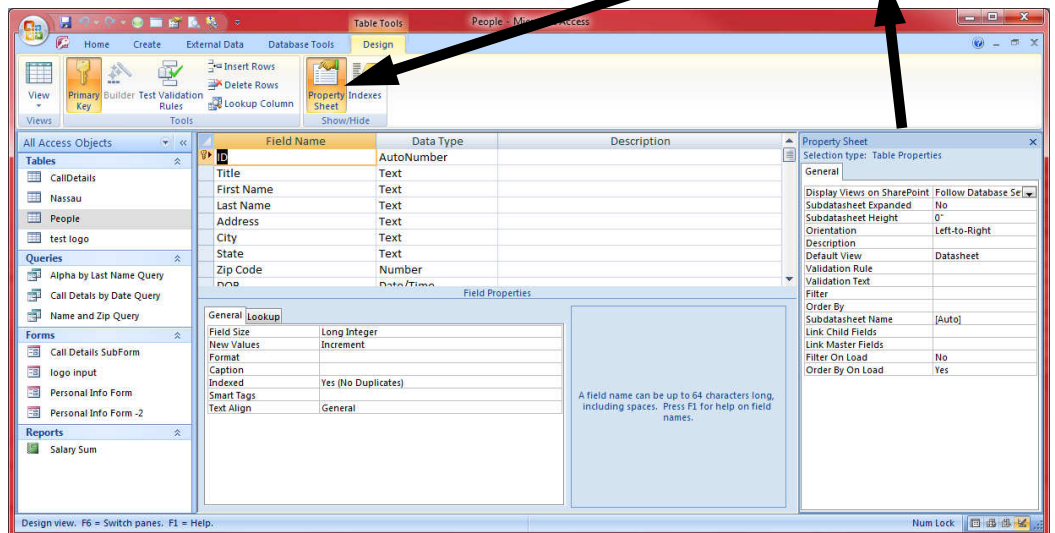 Table Tools People - Microsoft Access
Home Create External Data Database Tools Design
View
Views
Primary Key
Builder
Test Validation Rules
Insert Rows
Delete Rows
Lookup Column
Tools
Property Sheet
Indexes
Show/Hide
All Access Objects
Tables
CallDetails
Nassau
People
test logo
Queries
Alpha by Last Name Query
Call Detals by Date Query
Name and Zip Query
Forms
Call Details SubForm
logo input
Personal Info Form
Personal Info Form -2
Reports
Salary Sum
Field Name Data Type Description
ID AutoNumber
Title Text
First Name Text
Last Name Text
Address Text
City Text
State Text
Zip Code Number
DOB Date/Time
Field Properties
General Lookup
Field Size Long Integer
New Values Increment
Format
Caption
Indexed Yes (No Duplicates)
Smart Tags
Text Align General
A field name can be up to 64 characters long,
including spaces. Press F1 for help on field
names.
Property Sheet
Selection type: Table Properties
General
Display Views on SharePoint Follow Database Se
Subdatasheet Expanded No
Subdatasheet Height 0"
Orientation Left-to-Right
Description
Default View Datasheet
Validation Rule
Validation Text
Filter
Order By
Subdatasheet Name [Auto]
Link Child Fields
Link Master Fields
Filter On Load No
Order By On Load Yes
Design view. F6 = Switch panes. F1 = Help. Num Lock